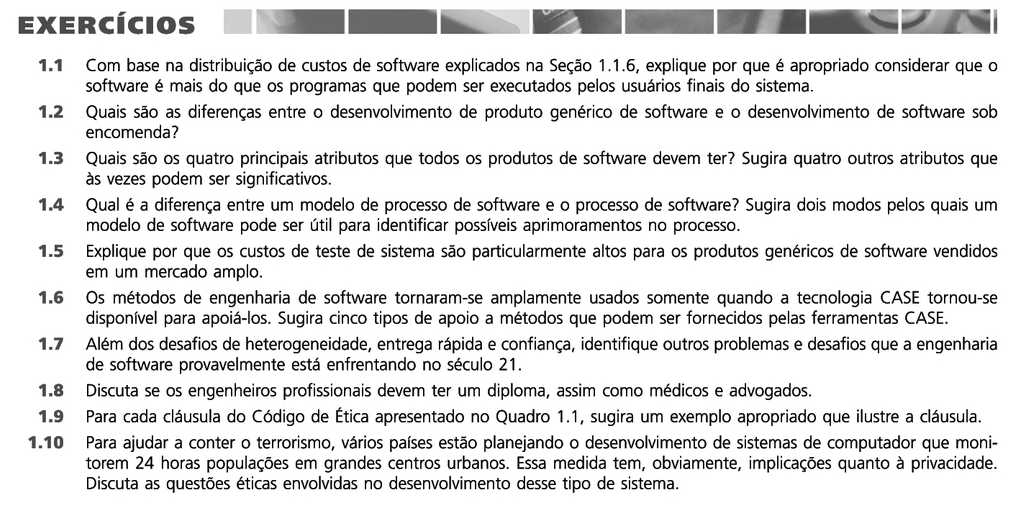 EXERCÍCIOS
1.1 Com base na distribuição de custos de software explicados na Seção 1.1.6, explique por que é apropriado considerar que o
software é mais do que os programas que podem ser executados pelos usuários finais do sistema.
1.2 Quais são as diferenças entre o desenvolvimento de produto genérico de software e o desenvolvimento de software sob
encomenda?
1.3 Quais são os quatro principais atributos que todos os produtos de software devem ter? Sugira quatro outros atributos que
às vezes podem ser significativos.
1.4 Qual é a diferença entre um modelo de processo de software e o processo de software? Sugira dois modos pelos quais um
modelo de software pode ser útil para identificar possíveis aprimoramentos no processo.
1.5 Explique por que os custos de teste de sistema são particularmente altos para os produtos genéricos de software vendidos
em um mercado amplo.
1.6 Os métodos de engenharia de software tornaram-se amplamente usados somente quando a tecnologia CASE tornou-se
disponível para apoiá-los. Sugira cinco tipos de apoio a métodos que podem ser fornecidos pelas ferramentas CASE.
1.7 Além dos desafios de heterogeneidade, entrega rápida e confiança, identifique outros problemas e desafios que a engenharia
de software provavelmente está enfrentando no século 21.
1.8 Discuta se os engenheiros profissionais devem ter um diploma, assim como médicos e advogados.
1.9 Para cada cláusula do Código de Ética apresentado no Quadro 1.1, sugira um exemplo apropriado que ilustre a cláusula.
1.10 Para ajudar a conter o terrorismo, vários países estão planejando o desenvolvimento de sistemas de computador que moni-
torem 24 horas populações em grandes centros urbanos. Essa medida tem, obviamente, implicações quanto à privacidade.
Discuta as questões éticas envolvidas no desenvolvimento desse tipo de sistema.